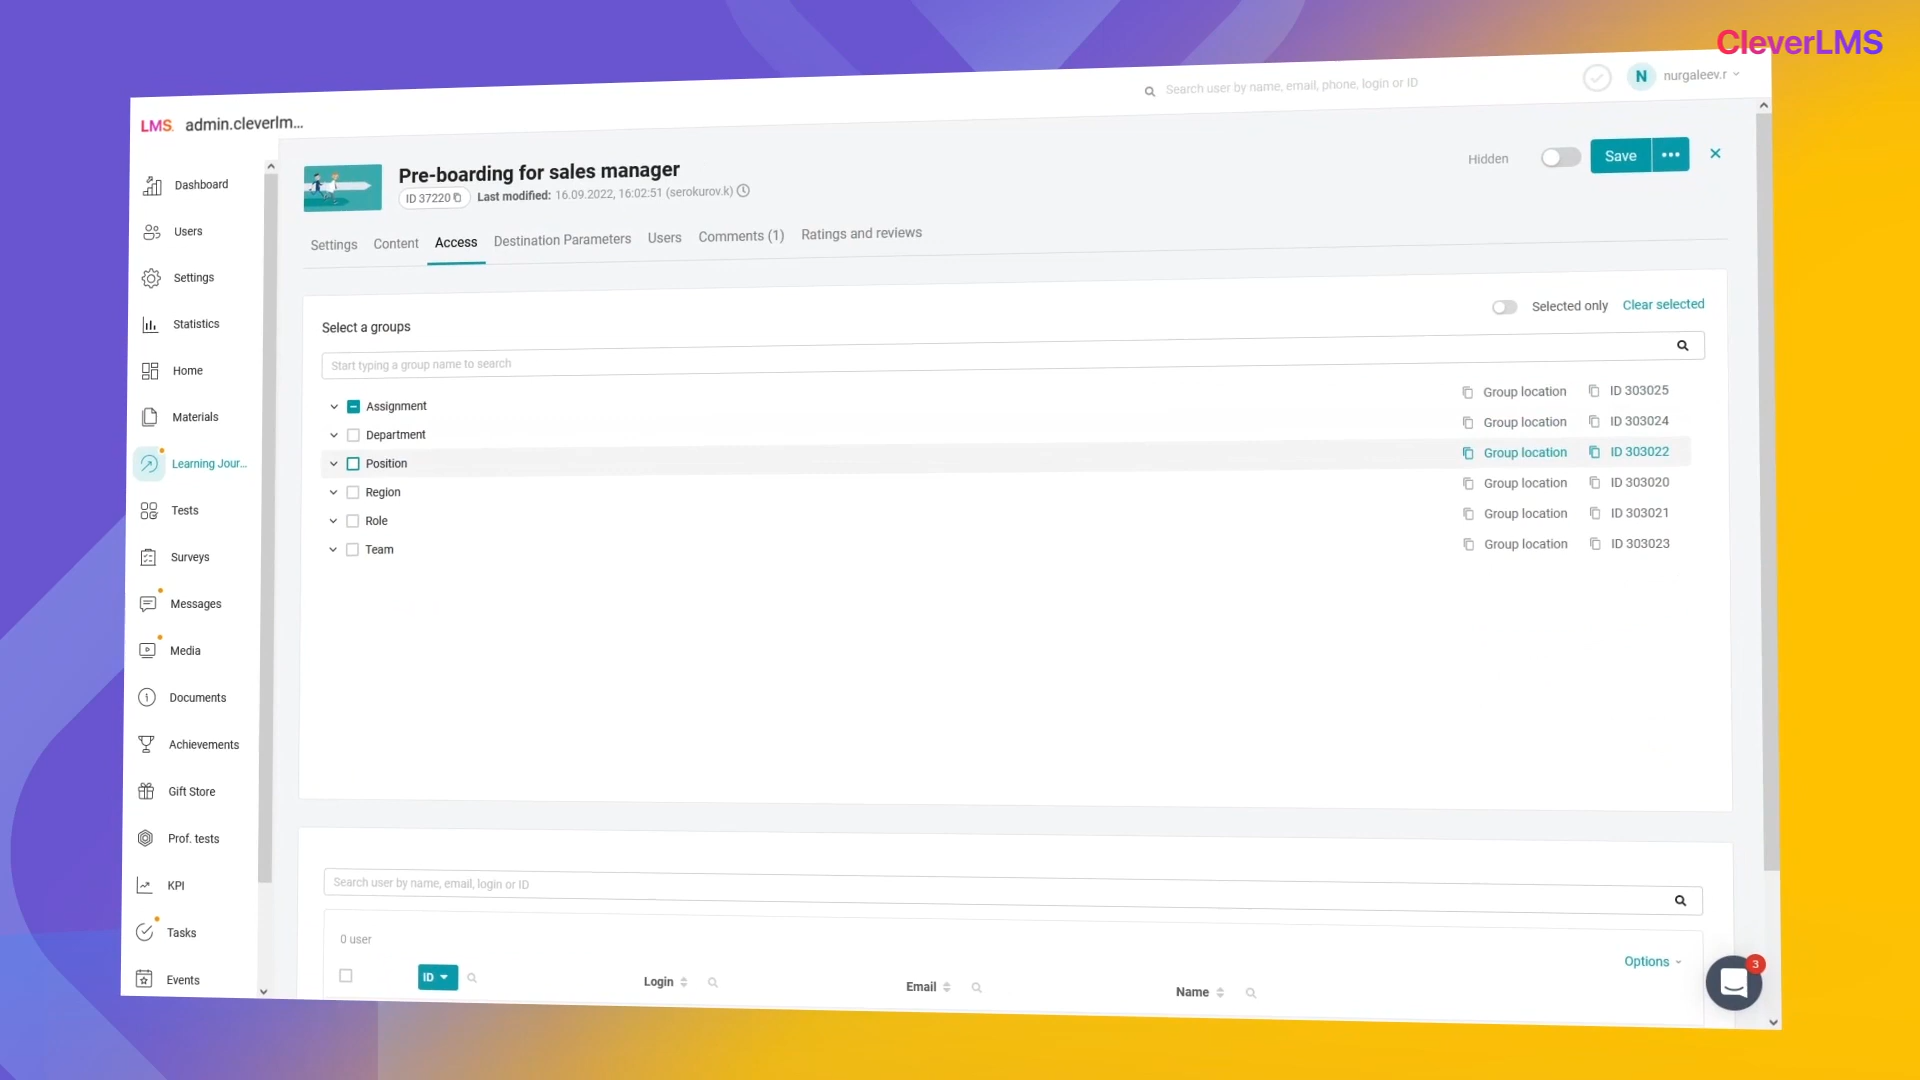 CleverLMS
LMS. admin.cleverlm...
Search user by name, email, phone, login or ID
N nurgaleev.r
Dashboard
Users
Settings
Statistics
Home
Materials
Learning Jour...
Tests
Surveys
Messages
Media
Documents
Achievements
Gift Store
Prof. tests
KPI
Tasks
Events
Pre-boarding for sales manager
ID 37220 Last modified: 16.09.2022, 16:02:51 (serokurov.k)
Hidden Save
Settings Content Access Destination Parameters Users Comments (1) Ratings and reviews
Selected only Clear selected
Select a groups
Start typing a group name to search
Assignment Group location ID 303025
Department Group location ID 303024
Position Group location ID 303022
Region Group location ID 303020
Role Group location ID 303021
Team Group location ID 303023
Search user by name, email, login or ID
0 user
Options
ID Login Email Name
3